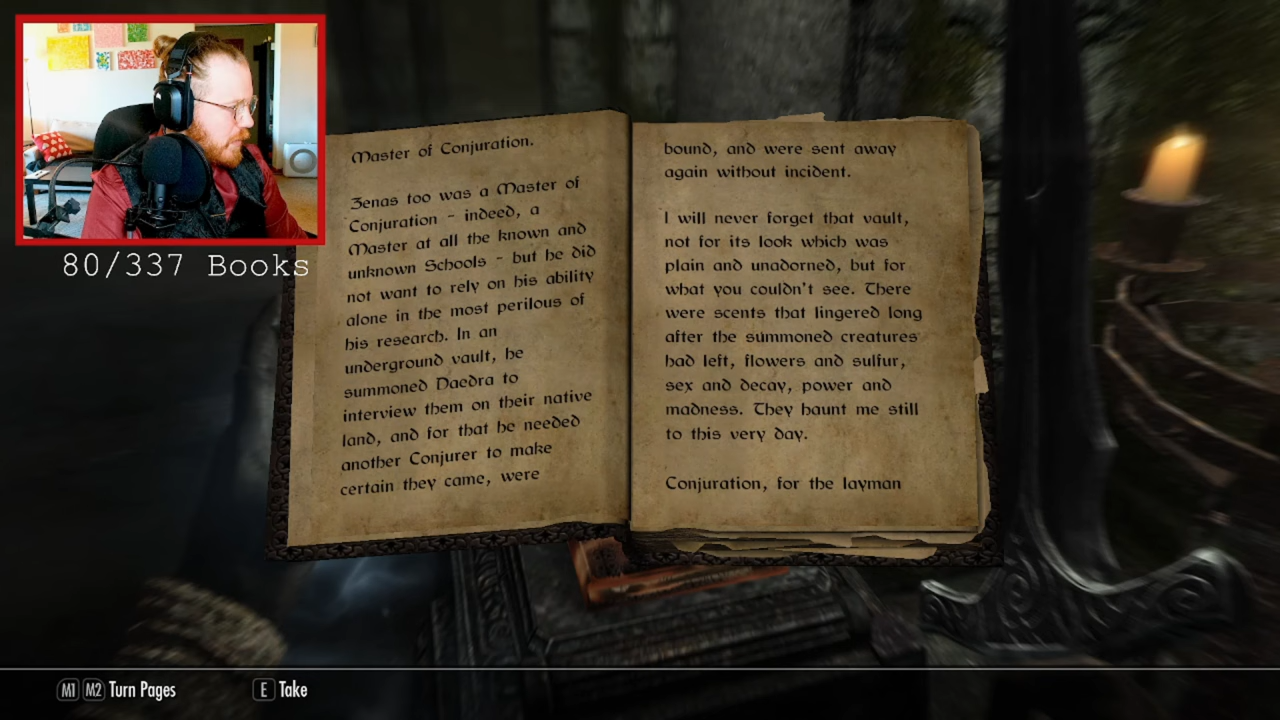 80/337 Books
Master of Conjuration.
Zenas too was a Master of
Conjuration - indeed, a
Master at all the known and
unknown Schools - but he did
not want to rely on his ability
alone in the most perilous of
his research. In an
underground vault, he
summoned Daedra to
interview them on their native
land, and for that he needed
another Conjurer to make
certain they came, were
bound, and were sent away
again without incident.
I will never forget that vault,
not for its look which was
plain and unadorned, but for
what you couldn't see. There
were scents that lingered long
after the summoned creatures
had left, flowers and sulfur,
sex and decay, power and
madness. They haunt me still
to this very day.
Conjuration, for the layman
M1 M2 Turn Pages
E Take